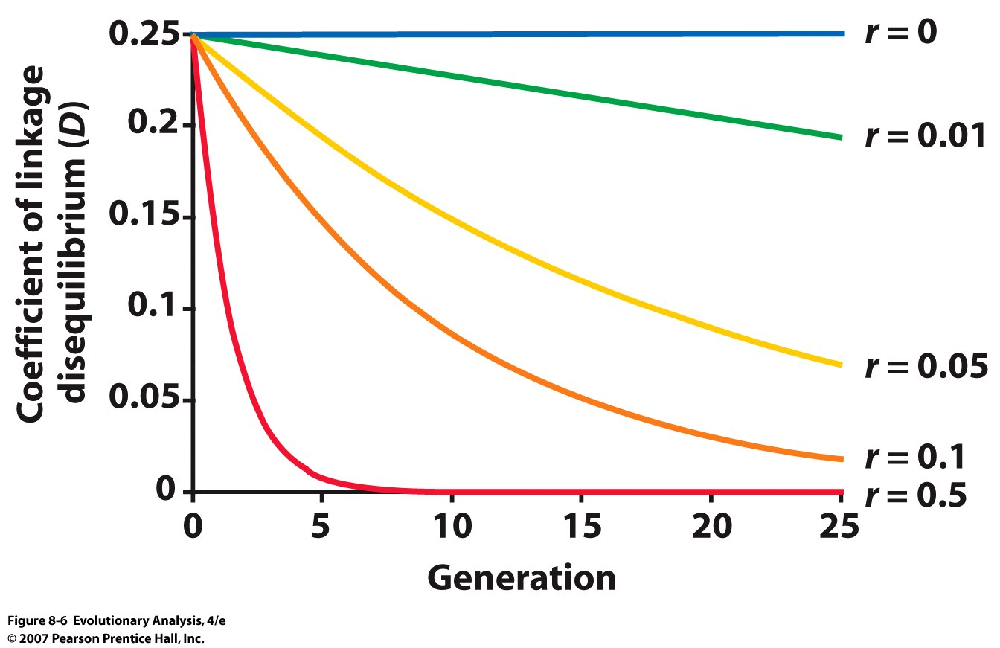 Coefficient of linkage
disequilibrium (D)
0.25
0.2
0.15
0.1
0.05
0
0 5 10 15 20 25
Generation
r = 0
r = 0.01
r = 0.05
r = 0.1
r = 0.5
Figure 8-6 Evolutionary Analysis, 4/e
© 2007 Pearson Prentice Hall, Inc.